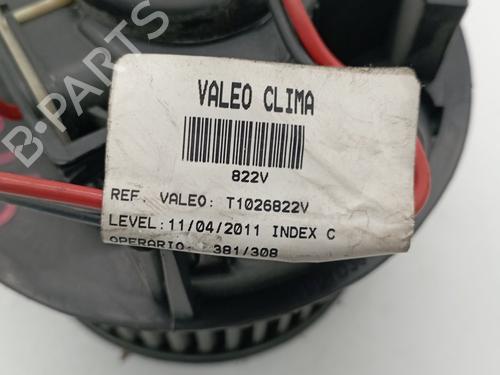 VALEO CLIMA
822V
REF. VALEO: T1026822V
LEVEL:11/04/2011 INDEX C
OPERARIO: 381/308
B-PARTS